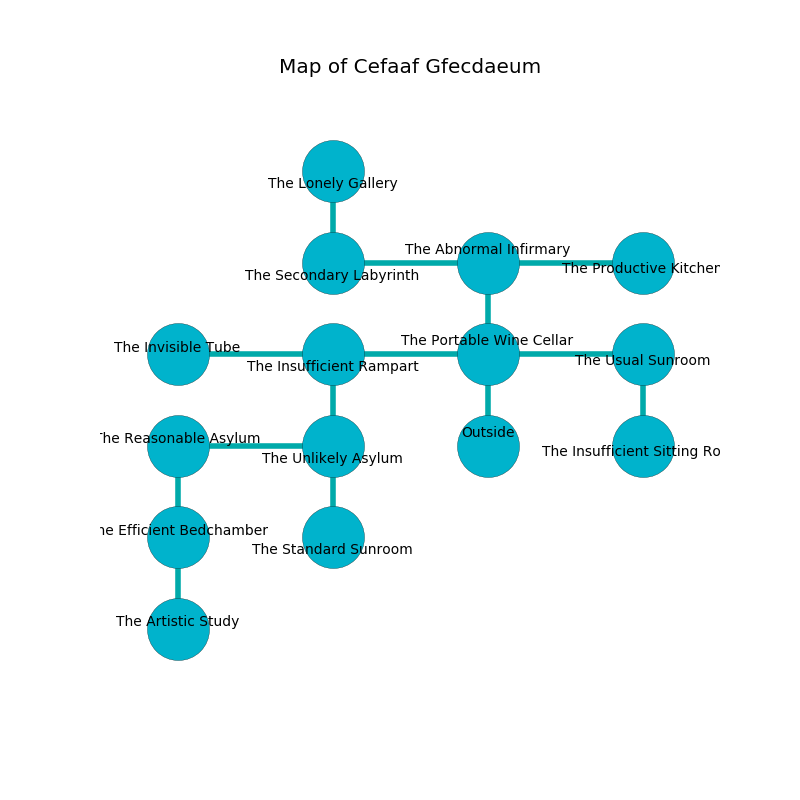 Map of Cefaaf Gfecdaeum
The Lonely Gallery
The Abnormal Infirmary
The Productive Kitchen
The Secondary Labyrinth
The Portable Wine Cellar
The Invisible Tube
The Usual Sunroom
The Insufficient Rampart
Outside
The Reasonable Asylum
The Insufficient Sitting Ro
The Unlikely Asylum
he Efficient Bedchamber
The Standard Sunroom
The Artistic Study